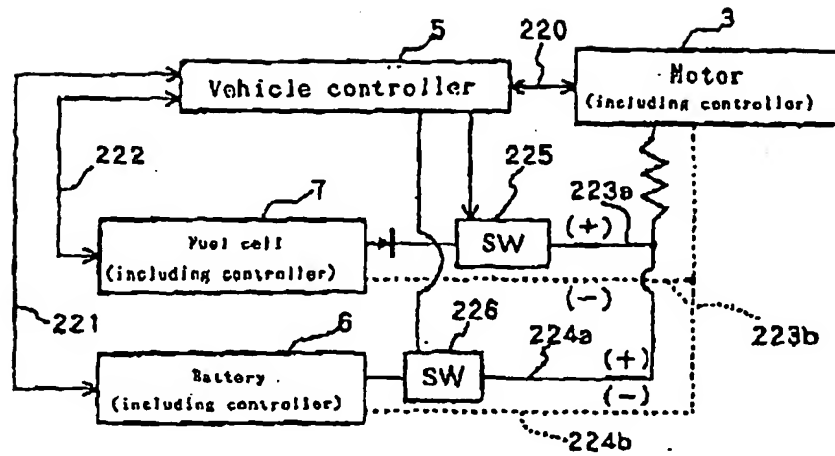 5
220
3
Vehicle controller
Motor
(including controller)
222
7
225
223a
Fuel cell
(including controller)
SW
(+)
(-)
221
6
226
224a
223b
Battery
(including controller)
SW
(+)
(-)
224b